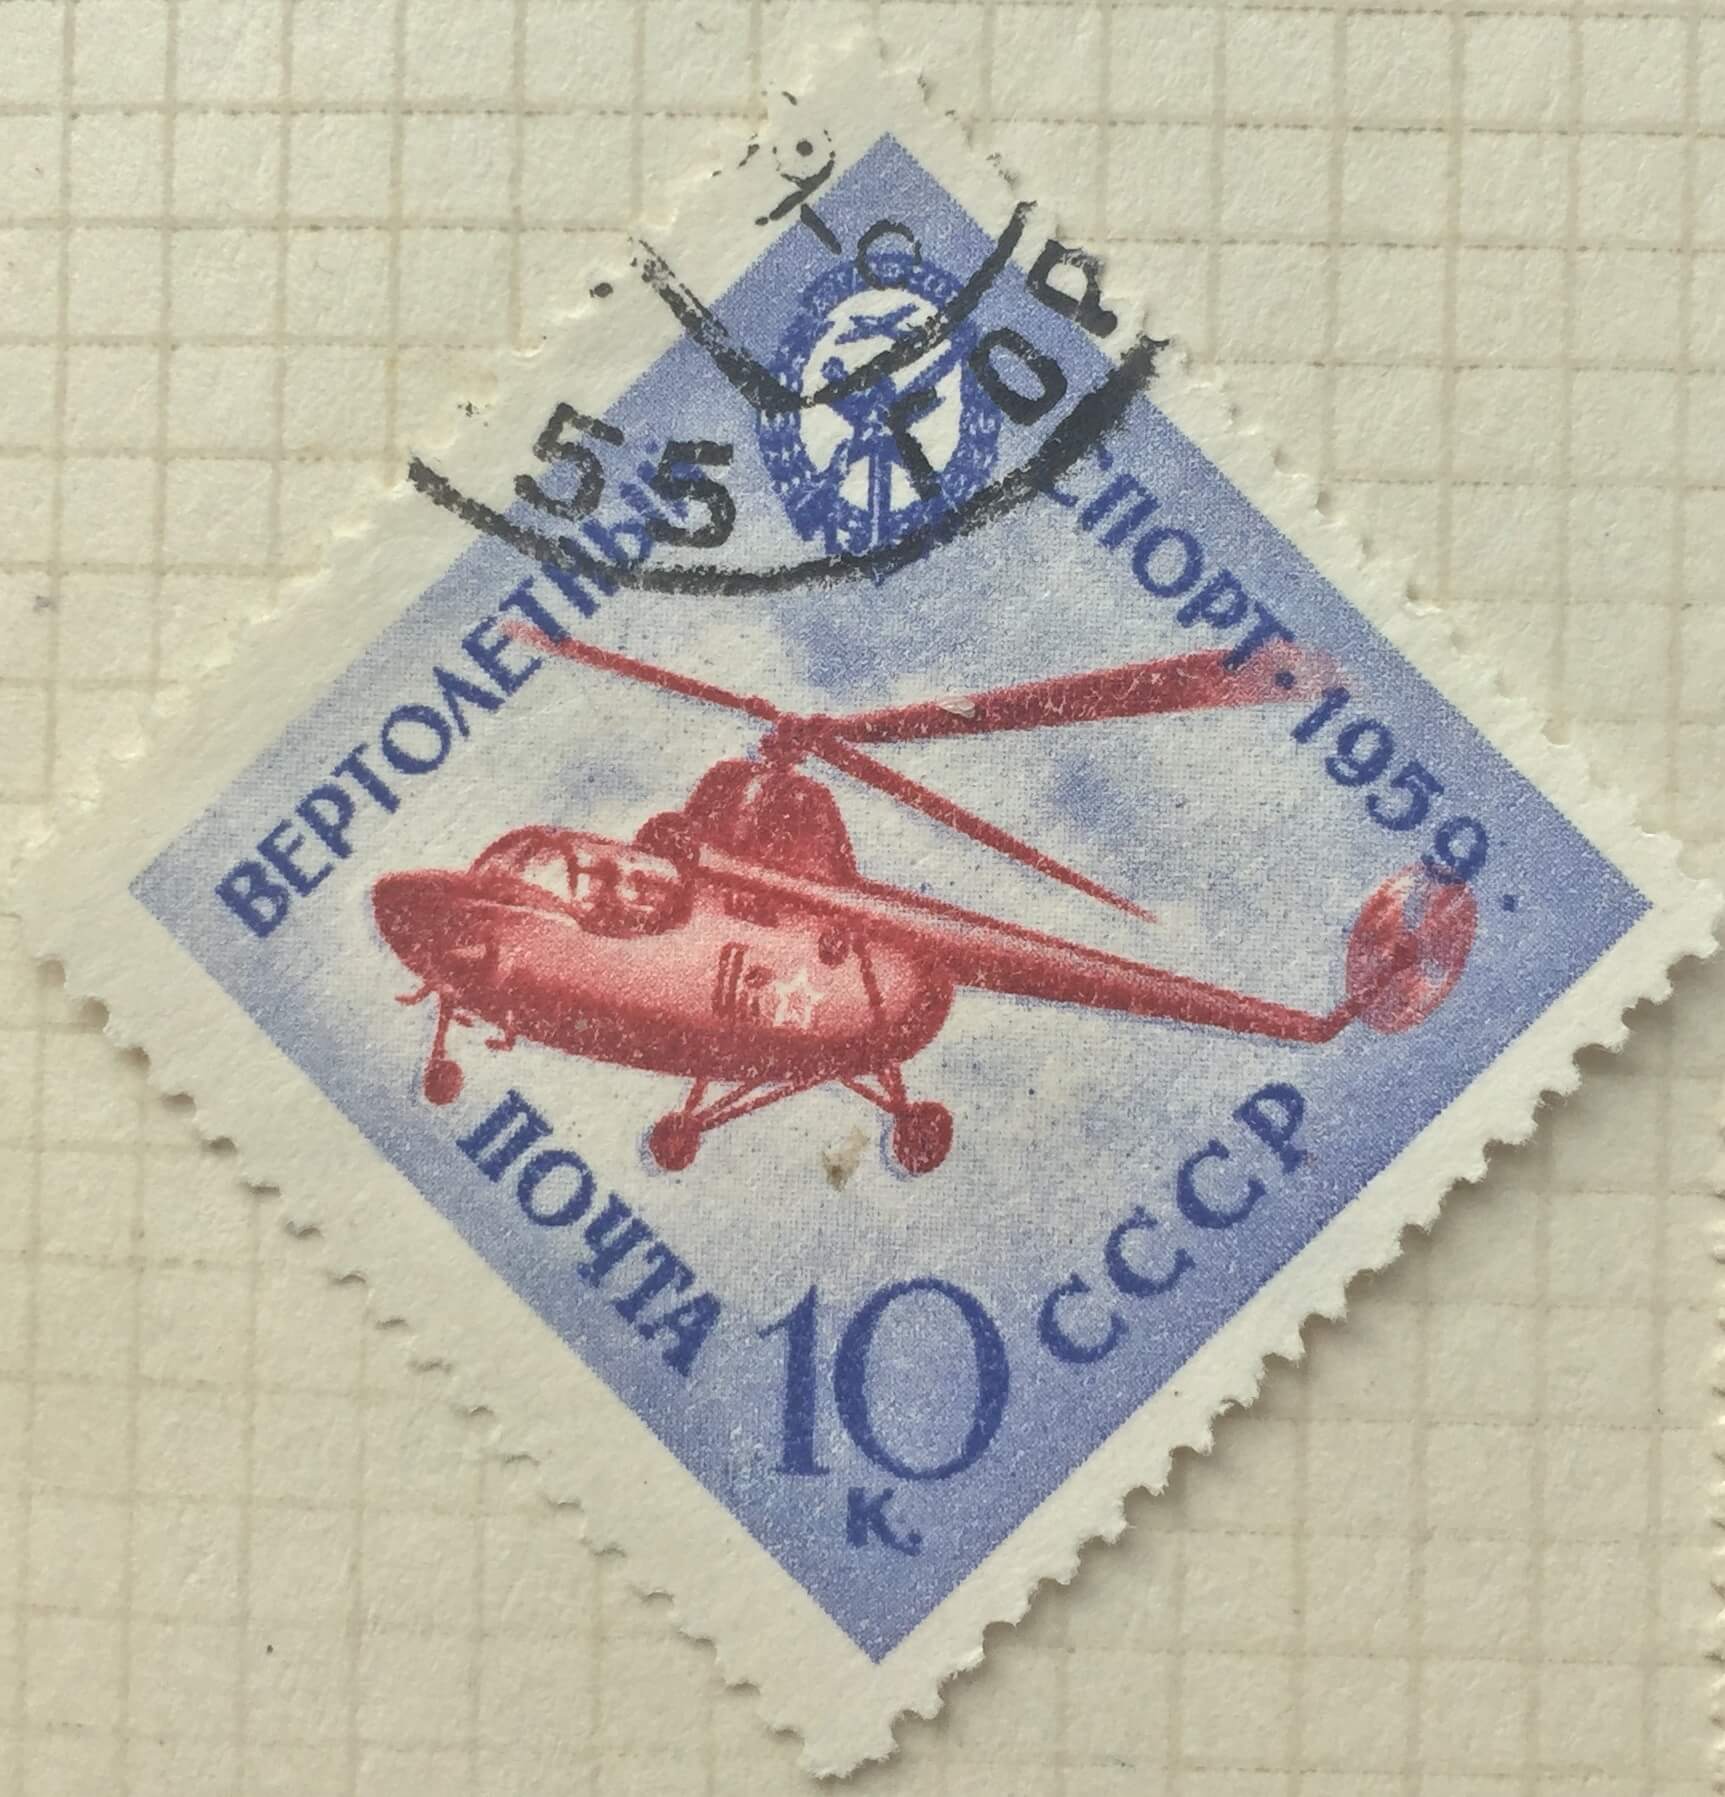 ВЕРТОЛЕТНЫЙ СПОРТ·1959.
ПОЧТА СССР
10
к.
55 ГОР